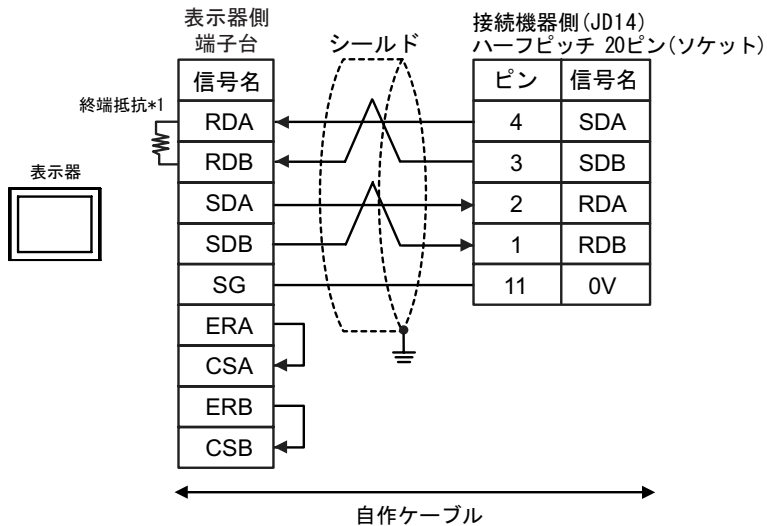 表示器側
端子台
シールド
接続機器側(JD14)
ハーフピッチ 20ピン(ソケット)
信号名
ピン 信号名
終端抵抗*1
RDA 4 SDA
RDB 3 SDB
表示器
SDA 2 RDA
SDB 1 RDB
SG 11 0V
ERA
CSA
ERB
CSB
自作ケーブル